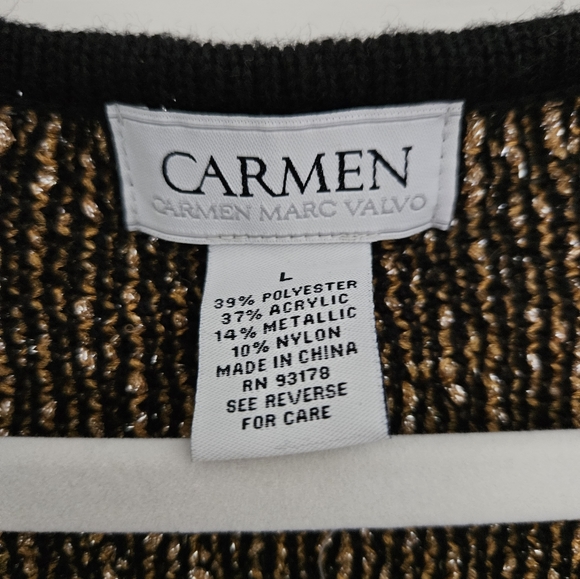 CARMEN
CARMEN MARC VALVO
L
39% POLYESTER
37% ACRYLIC
14% METALLIC
10% NYLON
MADE IN CHINA
RN 93178
SEE REVERSE
FOR CARE